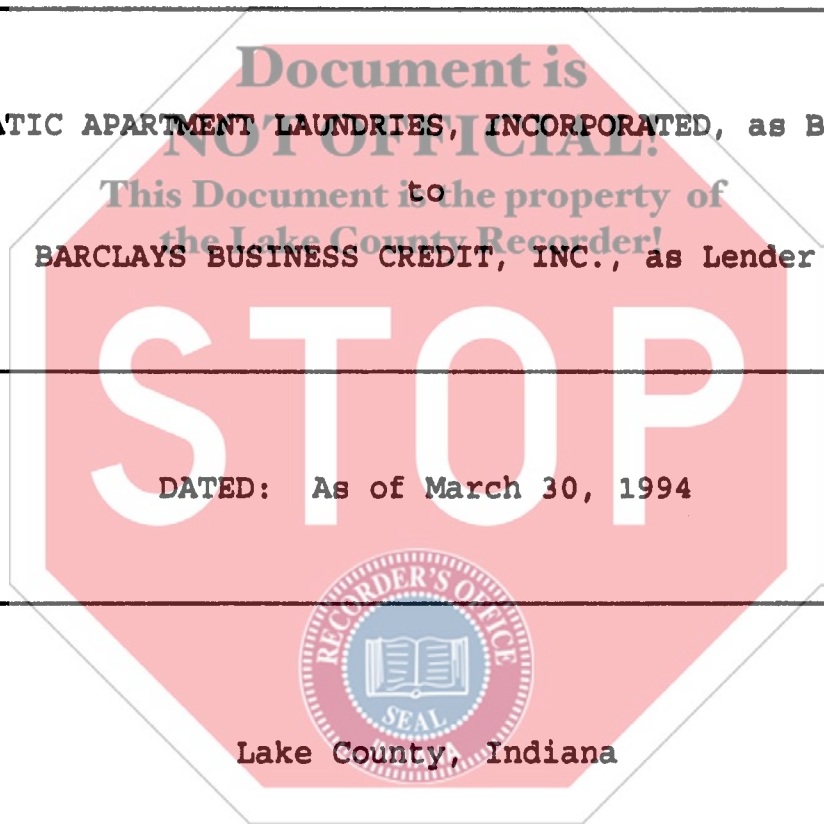 Document is
ATIC APARTMENT LAUNDRIES, INCORPORATED, as B
NOT OFFICIAL!
This Document is the property of
to
the Lake County Recorder!
BARCLAYS BUSINESS CREDIT, INC., as Lender
STOP
DATED: As of March 30, 1994
RECORDER'S OFFICE
SEAL
Lake County, Indiana